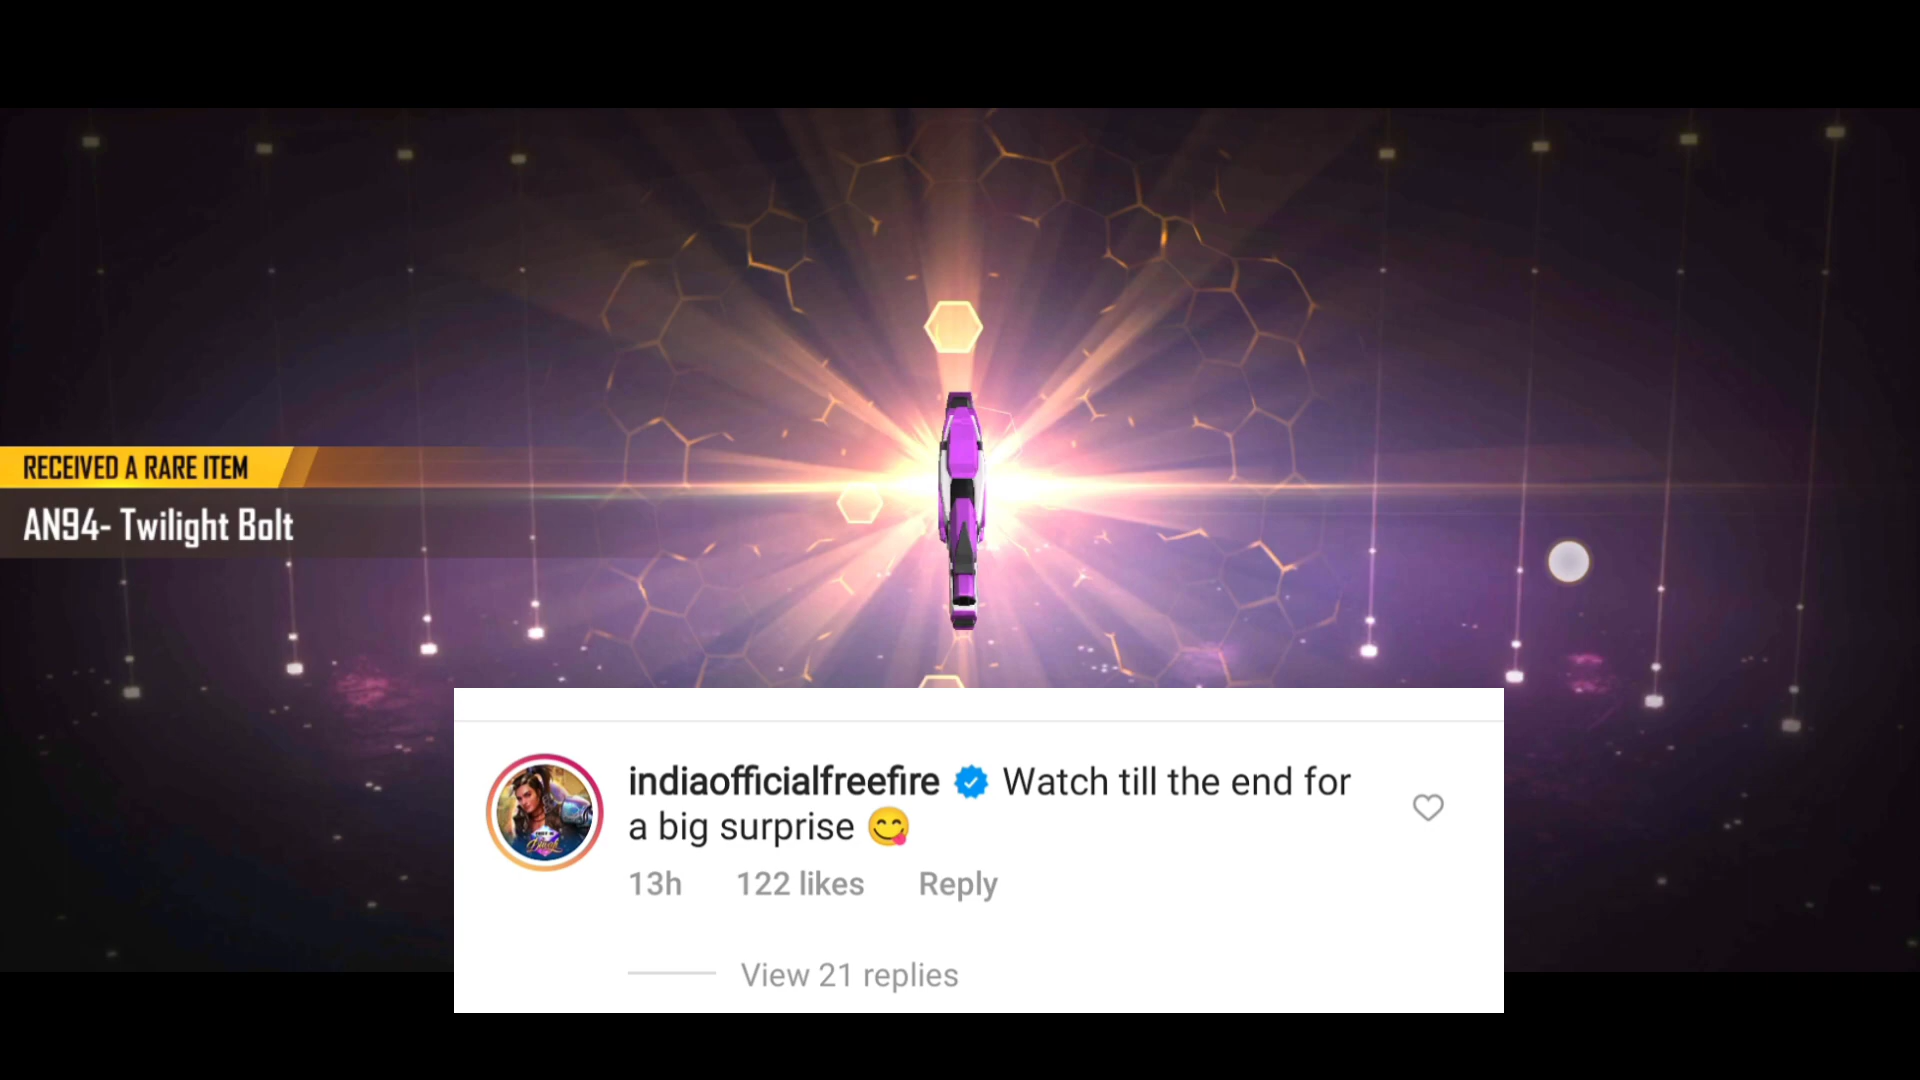 RECEIVED A RARE ITEM
AN94- Twilight Bolt
indiaofficialfreefire Watch till the end for
a big surprise 😋
13h 122 likes Reply
View 21 replies